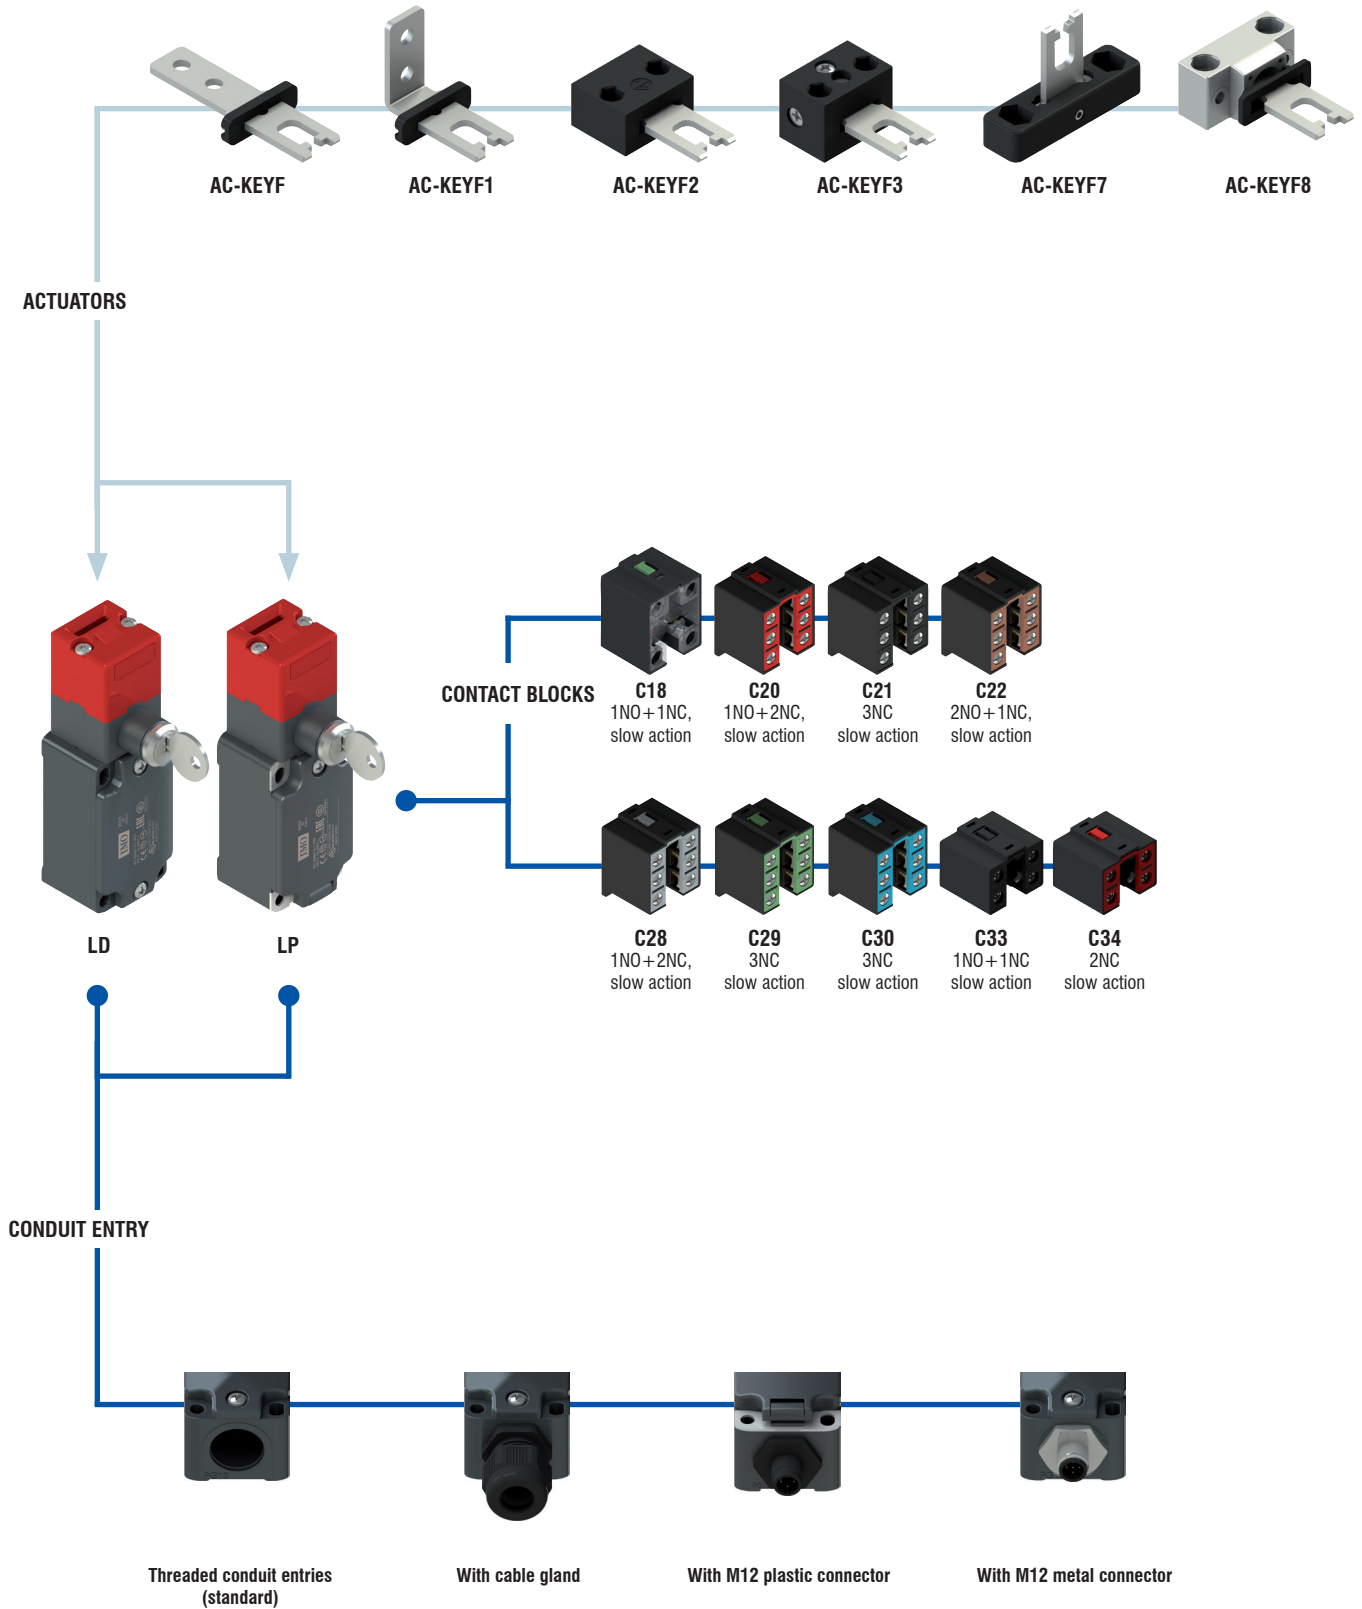 AC-KEYF
AC-KEYF1
AC-KEYF2
AC-KEYF3
AC-KEYF7
AC-KEYF8
ACTUATORS
CONTACT BLOCKS
C18
1NO+1NC,
slow action
C20
1NO+2NC,
slow action
C21
3NC
slow action
C22
2NO+1NC,
slow action
C28
1NO+2NC,
slow action
C29
3NC
slow action
C30
3NC
slow action
C33
1NO+1NC
slow action
C34
2NC
slow action
IMO
IMO
LD
LP
CONDUIT ENTRY
Threaded conduit entries
(standard)
With cable gland
With M12 plastic connector
With M12 metal connector